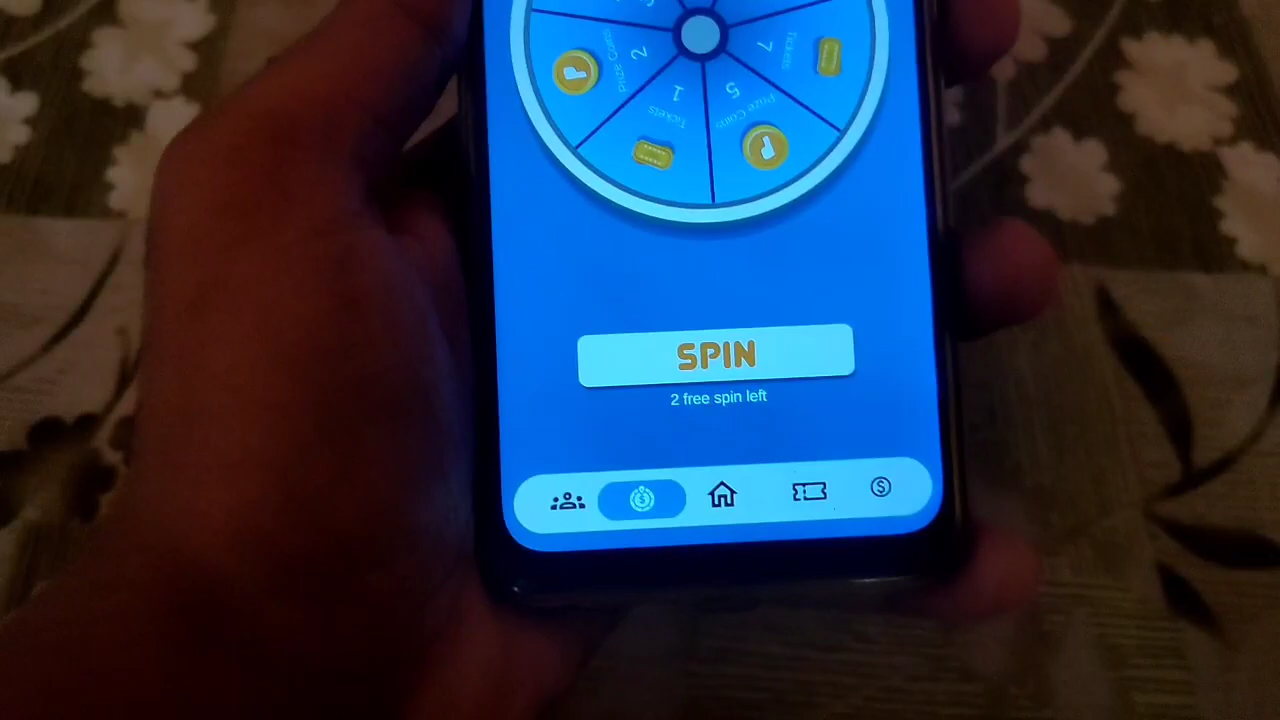 2
Prize Coins
1
Tickets
5
Prize Coins
7
Tickets
SPIN
2 free spin left